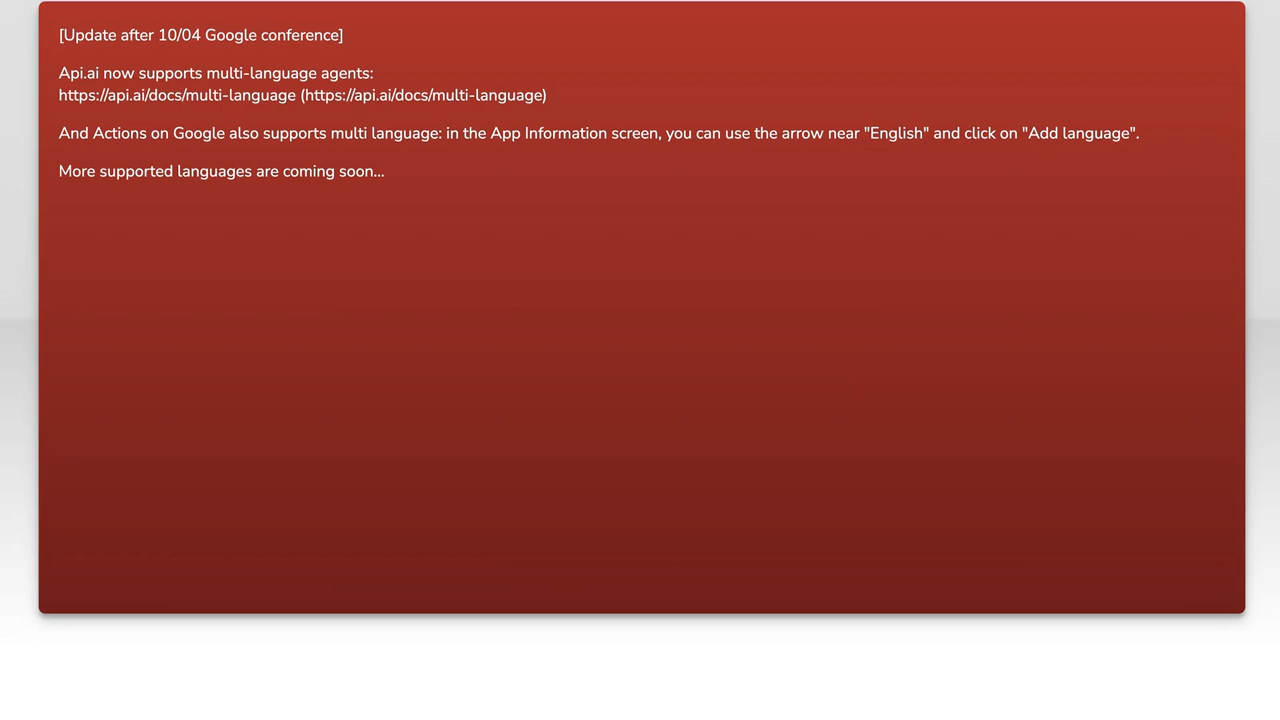 [Update after 10/04 Google conference]
Api.ai now supports multi-language agents:
https://api.ai/docs/multi-language (https://api.ai/docs/multi-language)
And Actions on Google also supports multi language: in the App Information screen, you can use the arrow near "English" and click on "Add language".
More supported languages are coming soon...